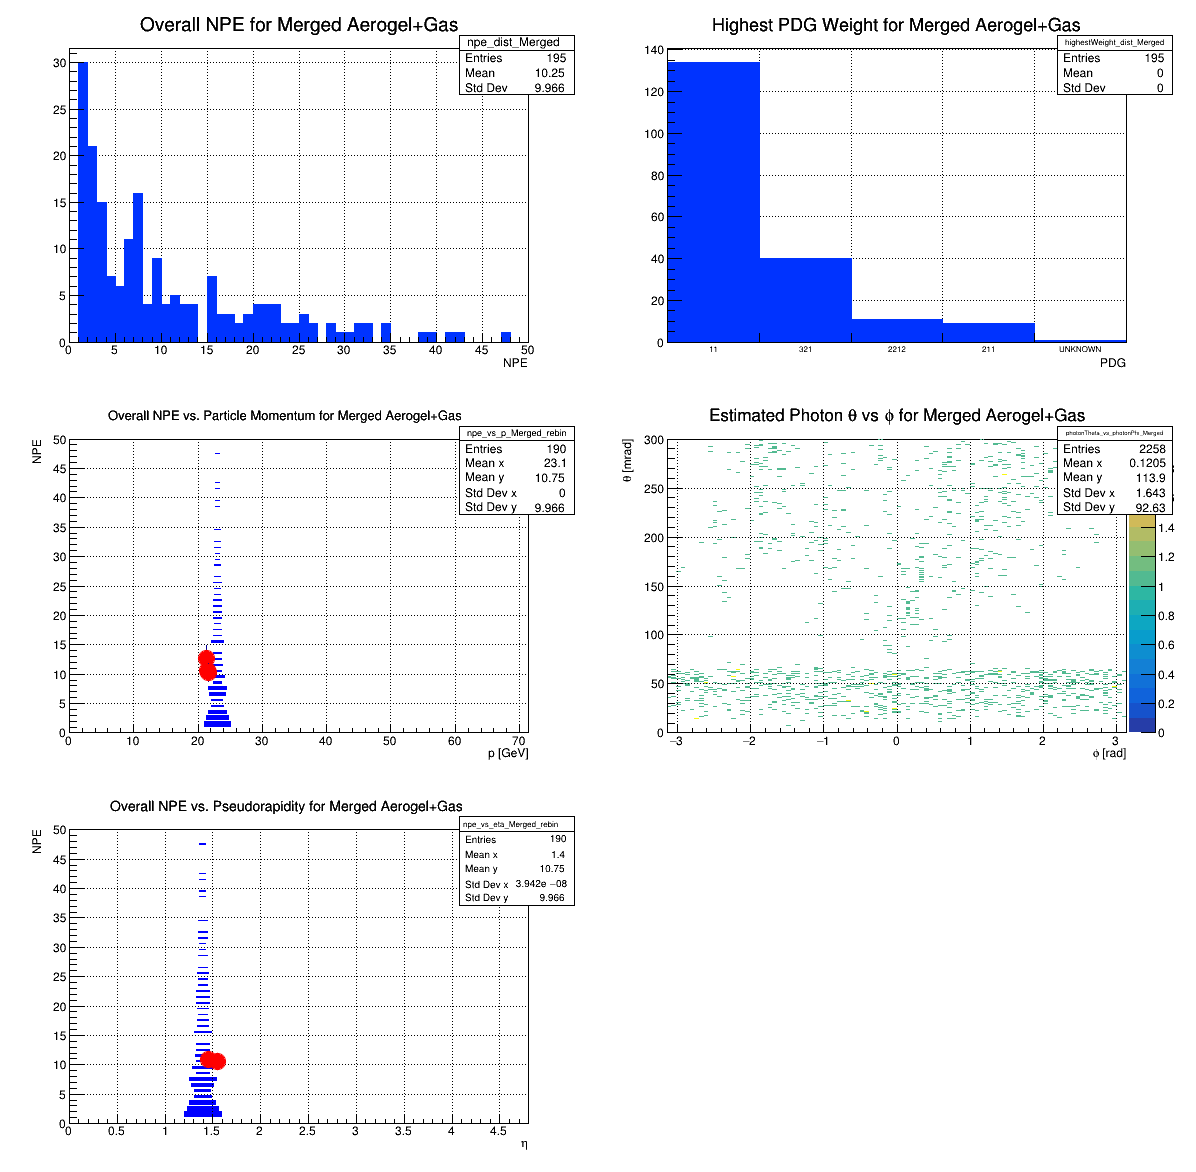 Overall NPE for Merged Aerogel+Gas
npe_dist_Merged
Entries 195
Mean 10.25
Std Dev 9.966
30
25
20
15
10
5
0
0 5 10 15 20 25 30 35 40 45 50
NPE
Highest PDG Weight for Merged Aerogel+Gas
highestWeight_dist_Merged
Entries 195
Mean 0
Std Dev 0
140
120
100
80
60
40
20
0
11 321 2212 211 UNKNOWN
PDG
Overall NPE vs. Particle Momentum for Merged Aerogel+Gas
npe_vs_p_Merged_rebin
Entries 190
Mean x 23.1
Mean y 10.75
Std Dev x 0
Std Dev y 9.966
NPE
50
45
40
35
30
25
20
15
10
5
0
0 10 20 30 40 50 60 70
p [GeV]
Estimated Photon θ vs ϕ for Merged Aerogel+Gas
photonTheta_vs_photonPhi_Merged
Entries 2258
Mean x 0.1205
Mean y 113.9
Std Dev x 1.643
Std Dev y 92.63
θ [mrad]
300
250
200
150
100
50
0
−3 −2 −1 0 1 2 3
ϕ [rad]
1.4
1.2
1
0.8
0.6
0.4
0.2
0
Overall NPE vs. Pseudorapidity for Merged Aerogel+Gas
npe_vs_eta_Merged_rebin
Entries 190
Mean x 1.4
Mean y 10.75
Std Dev x 3.942e −08
Std Dev y 9.966
NPE
50
45
40
35
30
25
20
15
10
5
0
0 0.5 1 1.5 2 2.5 3 3.5 4 4.5
η